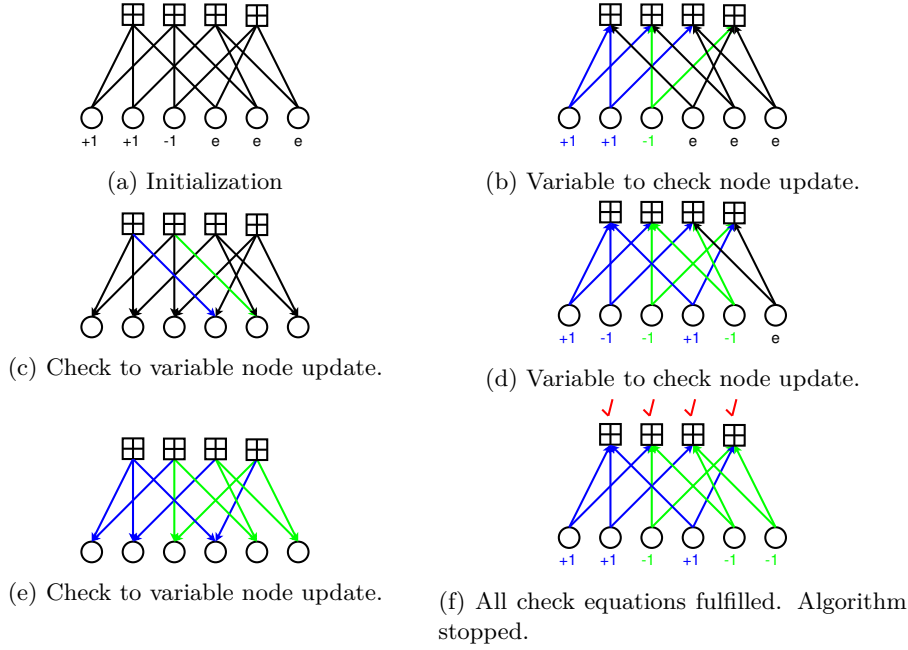 +1 +1 -1 e e e
(a) Initialization
+1 +1 -1 e e e
(b) Variable to check node update.
(c) Check to variable node update.
+1 -1 -1 +1 -1 e
(d) Variable to check node update.
(e) Check to variable node update.
+1 +1 -1 +1 -1 -1
(f) All check equations fulfilled. Algorithm
stopped.